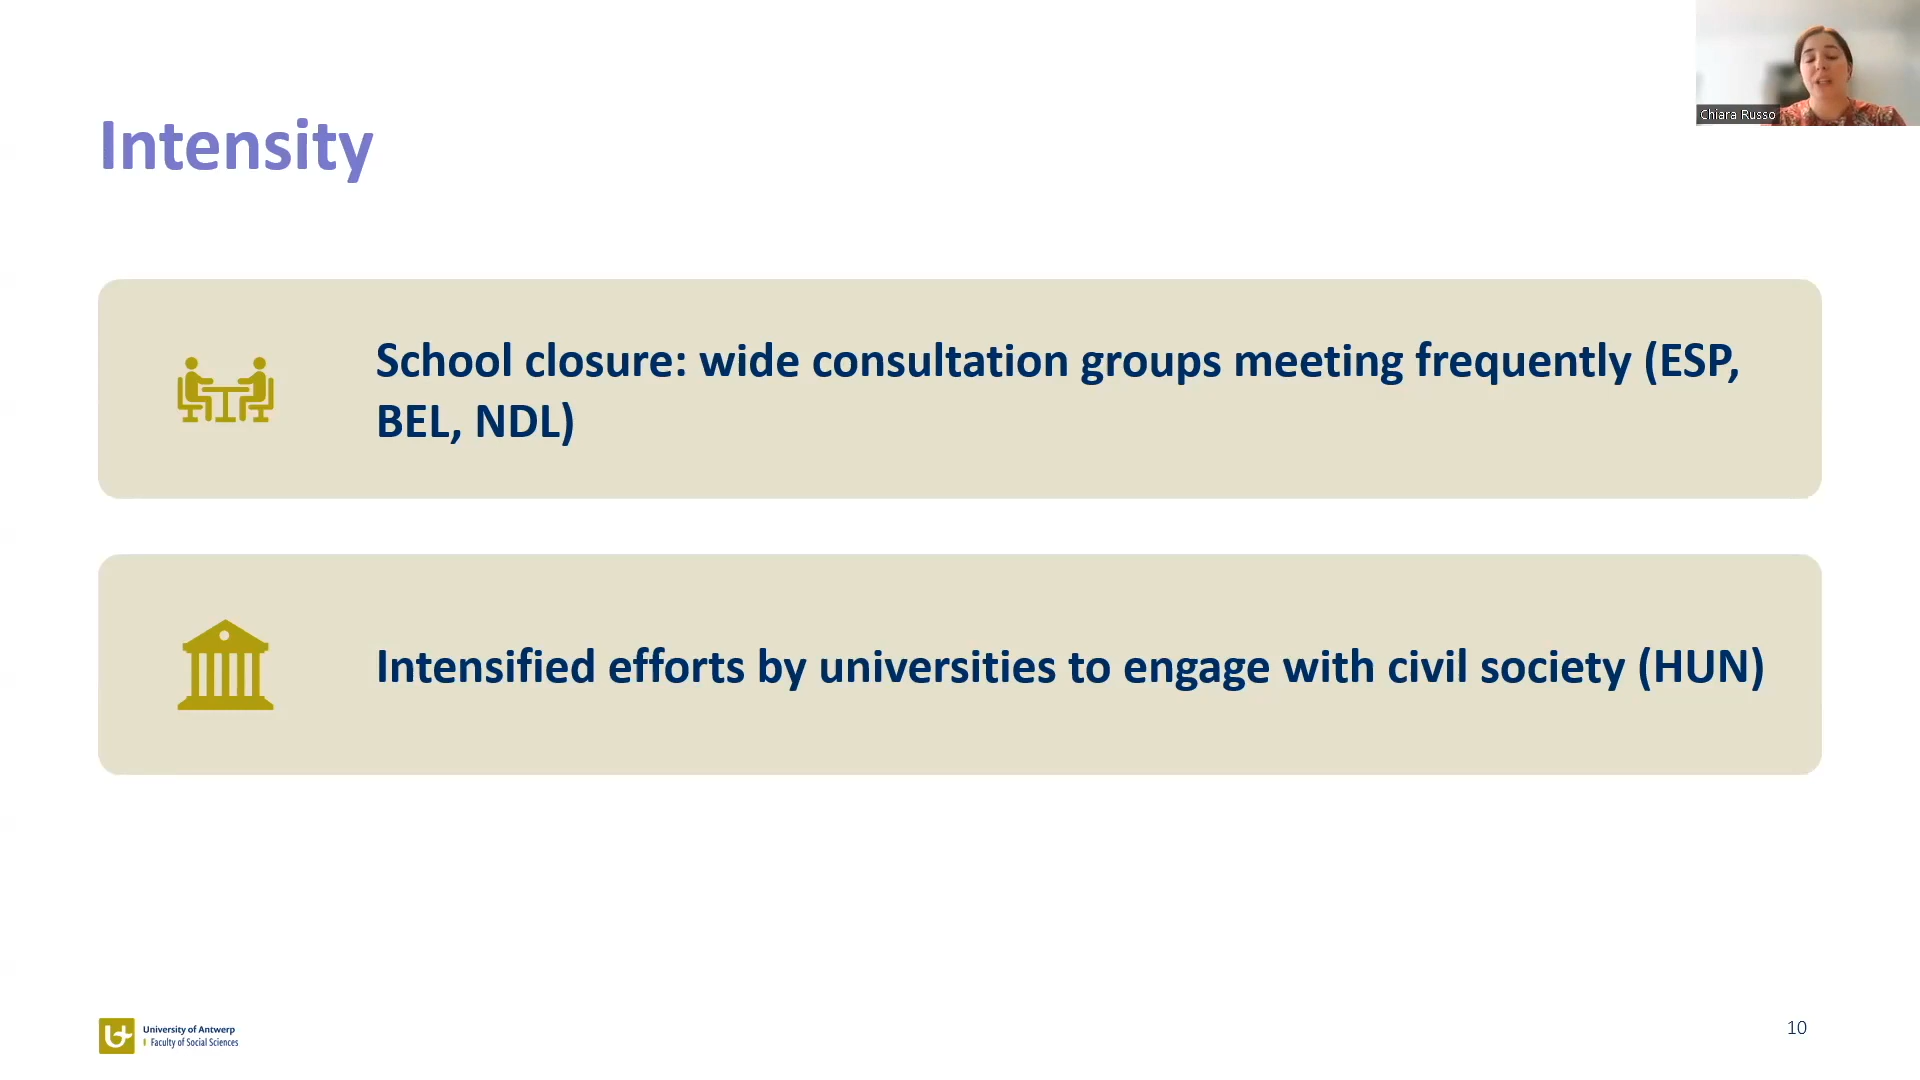 Chiara Russo
Intensity
School closure: wide consultation groups meeting frequently (ESP,
BEL, NDL)
Intensified efforts by universities to engage with civil society (HUN)
University of Antwerp
Faculty of Social Sciences
10